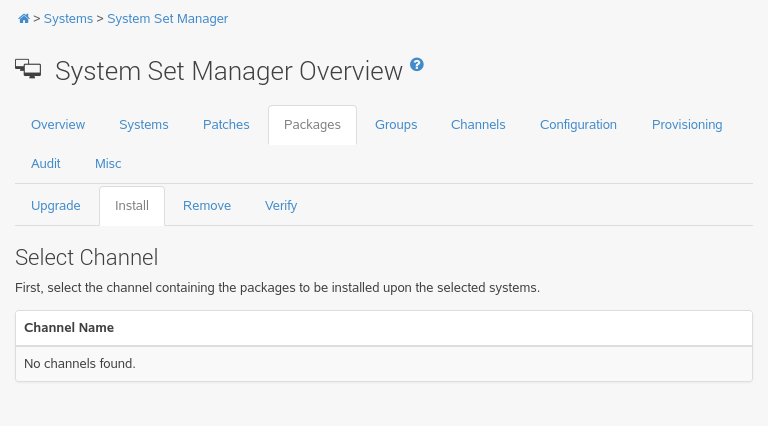 > Systems > System Set Manager
System Set Manager Overview ?
Overview Systems Patches Packages Groups Channels Configuration Provisioning
Audit Misc
Upgrade Install Remove Verify
Select Channel
First, select the channel containing the packages to be installed upon the selected systems.
Channel Name
No channels found.